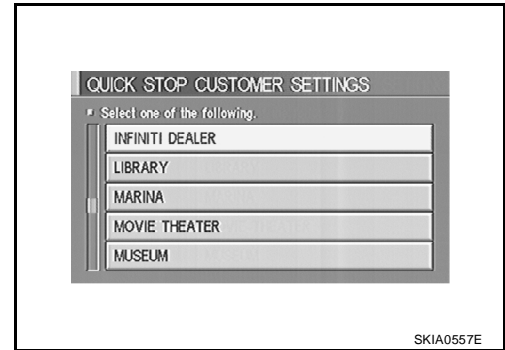 QUICK STOP CUSTOMER SETTINGS
Select one of the following.
INFINITI DEALER
LIBRARY
MARINA
MOVIE THEATER
MUSEUM
SKIA0557E